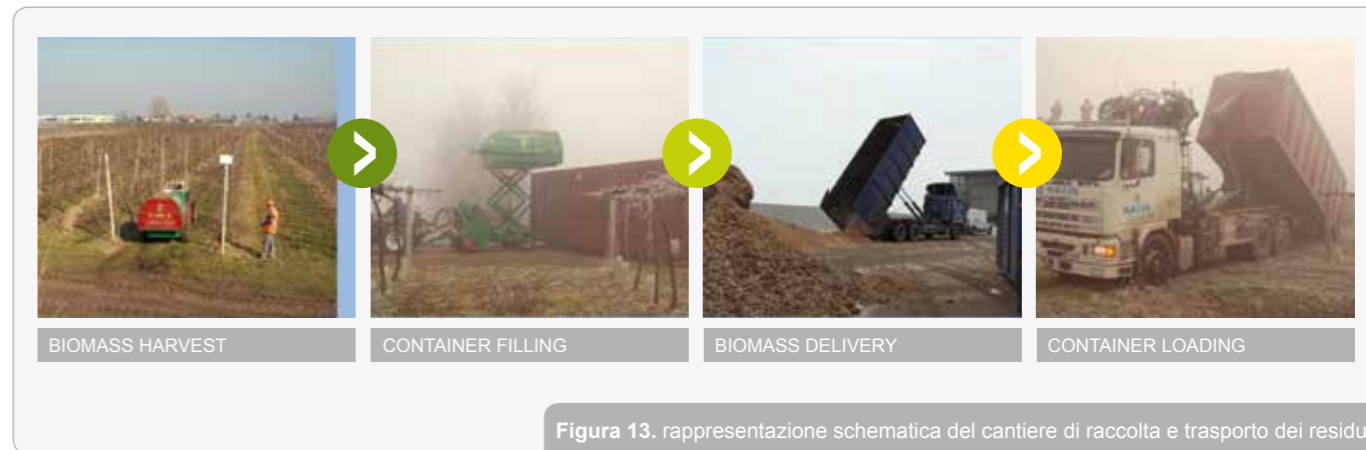 BIOMASS HARVEST
CONTAINER FILLING
BIOMASS DELIVERY
CONTAINER LOADING
Figura 13. rappresentazione schematica del cantiere di raccolta e trasporto dei residu